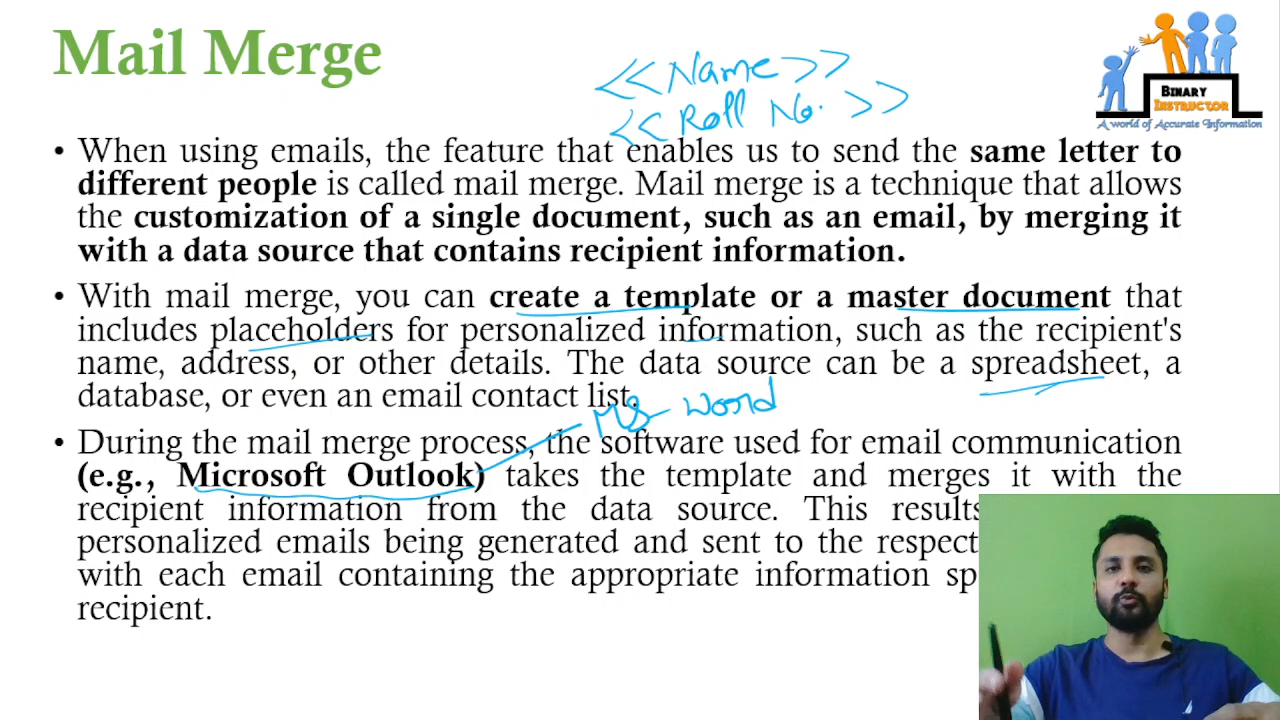 Mail Merge
<<Name>>
<<Roll No.>>
BINARY
INSTRUCTOR
A world of Accurate Information
• When using emails, the feature that enables us to send the same letter to
different people is called mail merge. Mail merge is a technique that allows
the customization of a single document, such as an email, by merging it
with a data source that contains recipient information.
• With mail merge, you can create a template or a master document that
includes placeholders for personalized information, such as the recipient's
name, address, or other details. The data source can be a spreadsheet, a
database, or even an email contact list.
MS word
• During the mail merge process, the software used for email communication
(e.g., Microsoft Outlook) takes the template and merges it with the
recipient information from the data source. This results
personalized emails being generated and sent to the
with each email containing the appropriate information
recipient.